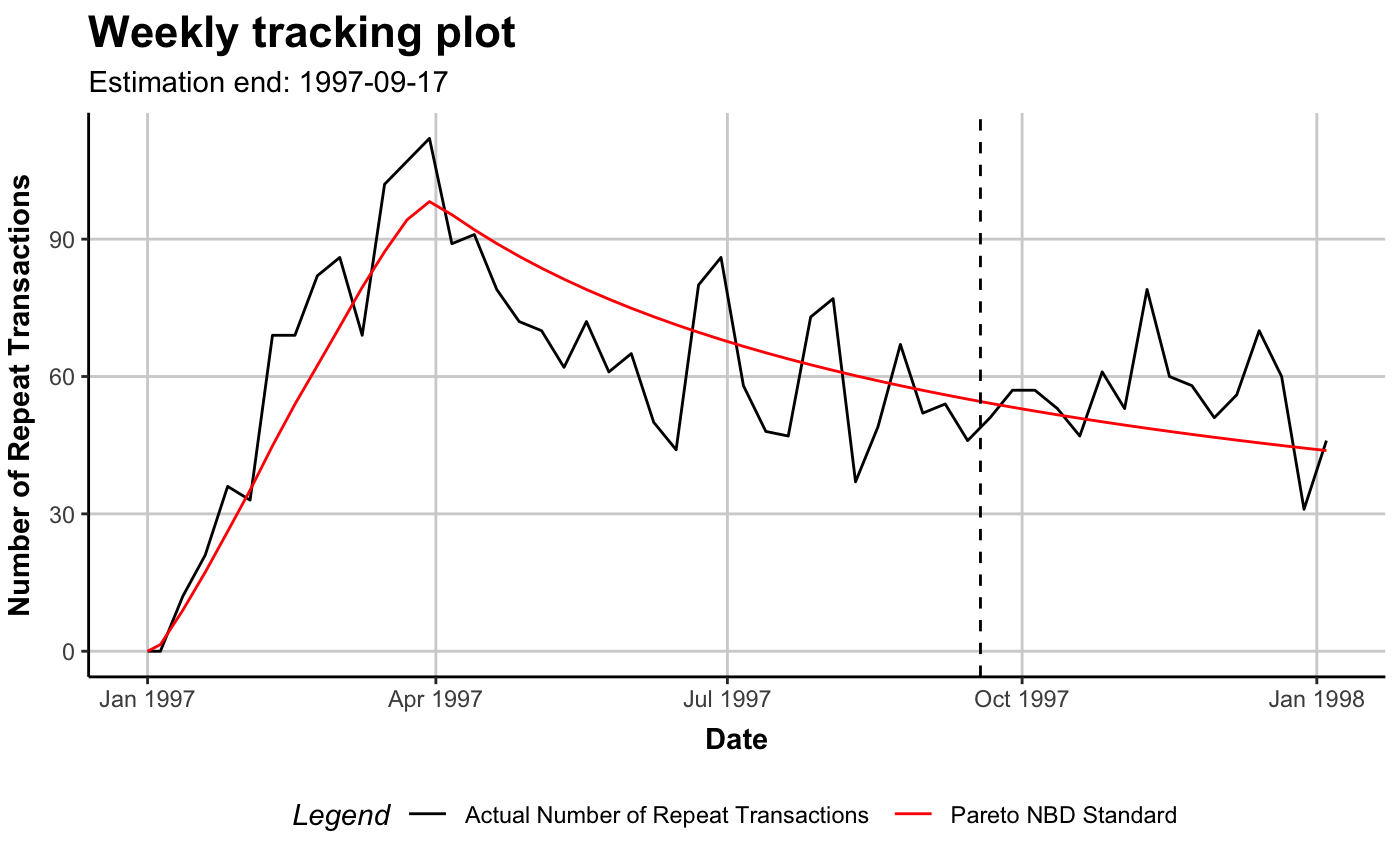 Weekly tracking plot
Estimation end: 1997-09-17
Number of Repeat Transactions
90
60
30
0
Jan 1997 Apr 1997 Jul 1997 Oct 1997 Jan 1998
Date
Legend Actual Number of Repeat Transactions Pareto NBD Standard